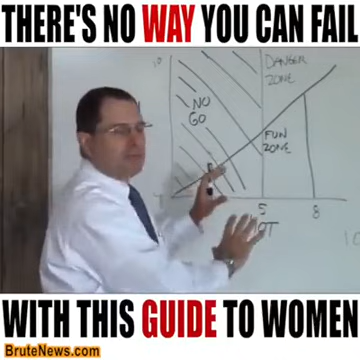 THERE'S NO WAY YOU CAN FAIL
10
DANGER
ZONE
NO
GO
FUN
ZONE
5
8
10
WITH THIS GUIDE TO WOMEN
BruteNews.com